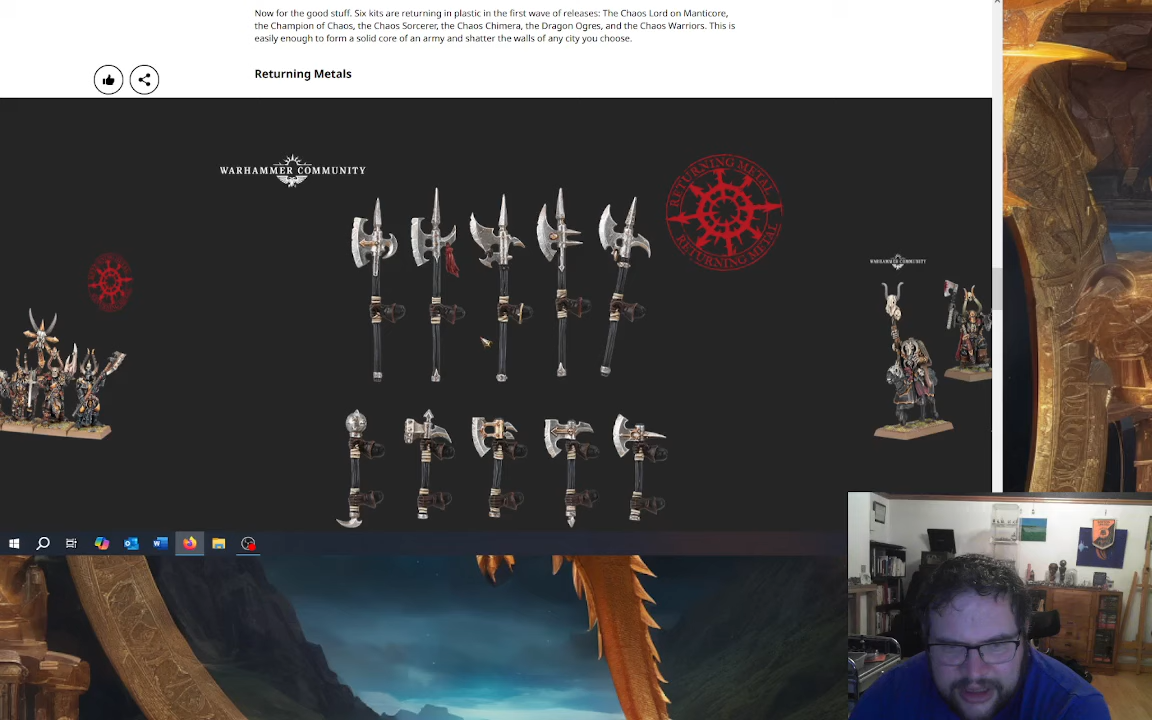 Now for the good stuff. Six kits are returning in plastic in the first wave of releases: The Chaos Lord on Manticore,
the Champion of Chaos, the Chaos Sorcerer, the Chaos Chimera, the Dragon Ogres, and the Chaos Warriors. This is
easily enough to form a solid core of an army and shatter the walls of any city you choose.
Returning Metals
WARHAMMER COMMUNITY
RETURNING METAL
RETURNING METAL
WARHAMMER COMMUNITY